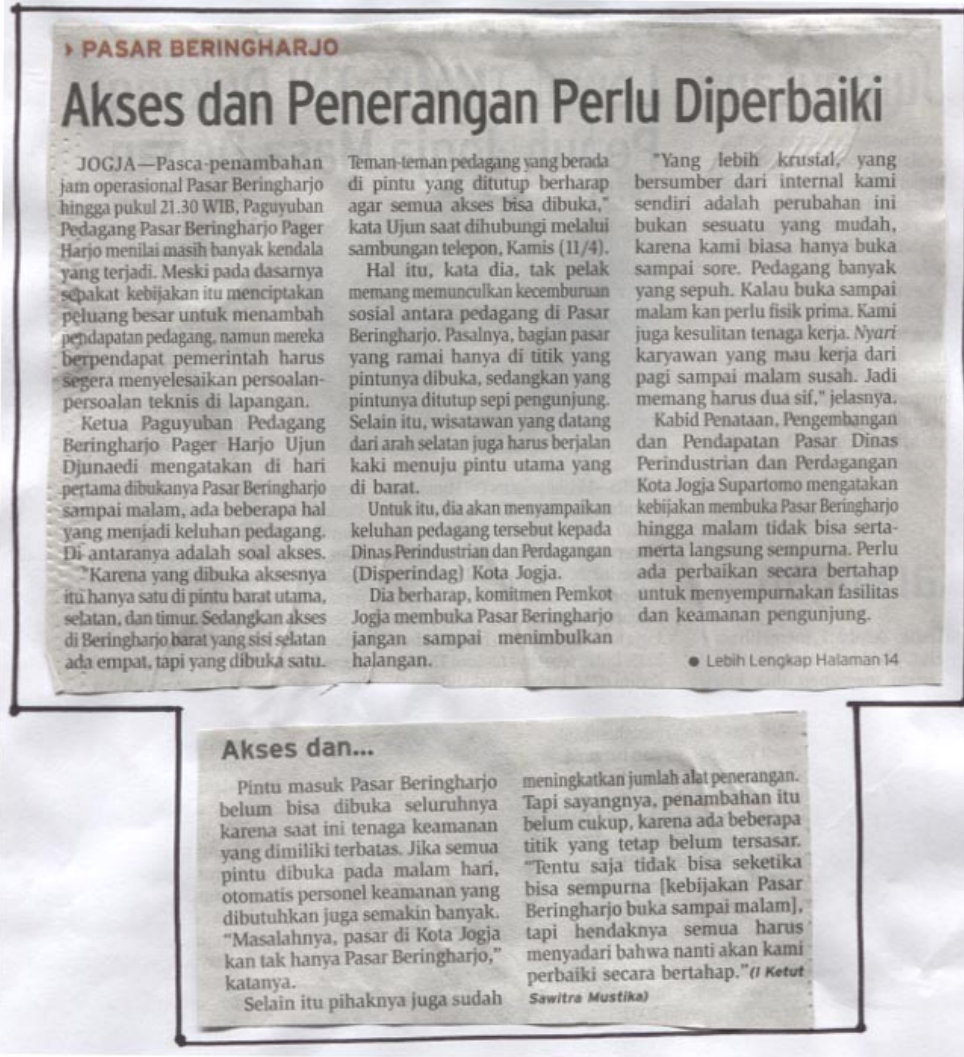 › PASAR BERINGHARJO
Akses dan Penerangan Perlu Diperbaiki
JOGJA—Pasca-penambahan
jam operasional Pasar Beringharjo
hingga pukul 21.30 WIB, Paguyuban
Pedagang Pasar Beringharjo Pager
Harjo menilai masih banyak kendala
yang terjadi. Meski pada dasarnya
sepakat kebijakan itu menciptakan
peluang besar untuk menambah
pendapatan pedagang, namun mereka
berpendapat pemerintah harus
segera menyelesaikan persoalan-
persoalan teknis di lapangan.
Ketua Paguyuban Pedagang
Beringharjo Pager Harjo Ujun
Djunaedi mengatakan di hari
pertama dibukanya Pasar Beringharjo
sampai malam, ada beberapa hal
yang menjadi keluhan pedagang.
Di antaranya adalah soal akses.
"Karena yang dibuka aksesnya
itu hanya satu di pintu barat utama,
selatan, dan timur. Sedangkan akses
di Beringharjo barat yang sisi selatan
ada empat, tapi yang dibuka satu.
Teman-teman pedagang yang berada
di pintu yang ditutup berharap
agar semua akses bisa dibuka,"
kata Ujun saat dihubungi melalui
sambungan telepon, Kamis (11/4).
Hal itu, kata dia, tak pelak
memang memunculkan kecemburuan
sosial antara pedagang di Pasar
Beringharjo. Pasalnya, bagian pasar
yang ramai hanya di titik yang
pintunya dibuka, sedangkan yang
pintunya ditutup sepi pengunjung.
Selain itu, wisatawan yang datang
dari arah selatan juga harus berjalan
kaki menuju pintu utama yang
di barat.
Untuk itu, dia akan menyampaikan
keluhan pedagang tersebut kepada
Dinas Perindustrian dan Perdagangan
(Disperindag) Kota Jogja.
Dia berharap, komitmen Pemkot
Jogja membuka Pasar Beringharjo
jangan sampai menimbulkan
halangan.
"Yang lebih krusial, yang
bersumber dari internal kami
sendiri adalah perubahan ini
bukan sesuatu yang mudah,
karena kami biasa hanya buka
sampai sore. Pedagang banyak
yang sepuh. Kalau buka sampai
malam kan perlu fisik prima. Kami
juga kesulitan tenaga kerja. Nyari
karyawan yang mau kerja dari
pagi sampai malam susah. Jadi
memang harus dua sif," jelasnya.
Kabid Penataan, Pengembangan
dan Pendapatan Pasar Dinas
Perindustrian dan Perdagangan
Kota Jogja Supartomo mengatakan
kebijakan membuka Pasar Beringharjo
hingga malam tidak bisa serta-
merta langsung sempurna. Perlu
ada perbaikan secara bertahap
untuk menyempurnakan fasilitas
dan keamanan pengunjung.
● Lebih Lengkap Halaman 14
Akses dan...
Pintu masuk Pasar Beringharjo
belum bisa dibuka seluruhnya
karena saat ini tenaga keamanan
yang dimiliki terbatas. Jika semua
pintu dibuka pada malam hari,
otomatis personel keamanan yang
dibutuhkan juga semakin banyak.
"Masalahnya, pasar di Kota Jogja
kan tak hanya Pasar Beringharjo,"
katanya.
Selain itu pihaknya juga sudah
meningkatkan jumlah alat penerangan.
Tapi sayangnya, penambahan itu
belum cukup, karena ada beberapa
titik yang tetap belum tersasar.
"Tentu saja tidak bisa seketika
bisa sempurna [kebijakan Pasar
Beringharjo buka sampai malam],
tapi hendaknya semua harus
menyadari bahwa nanti akan kami
perbaiki secara bertahap." (I Ketut
Sawitra Mustika)